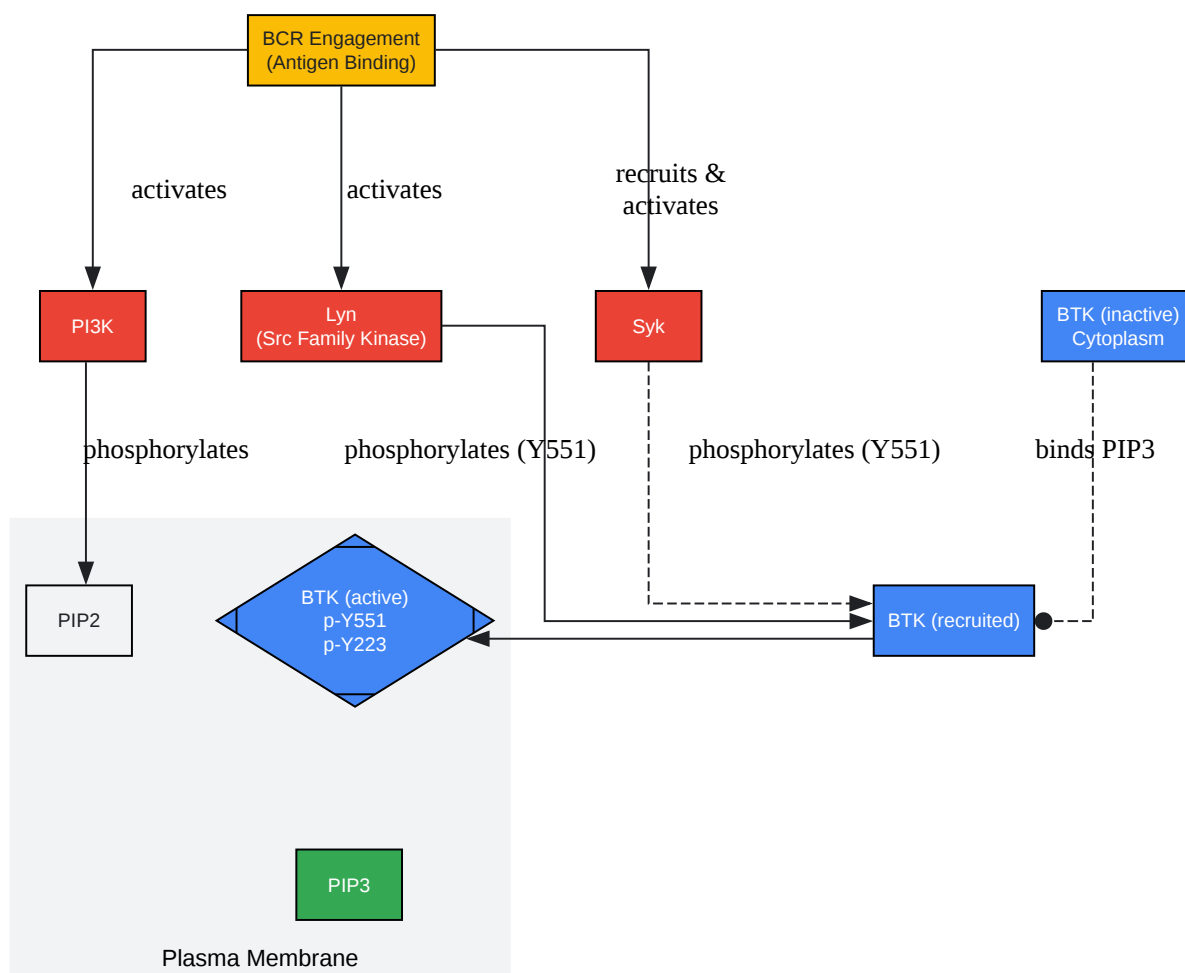 BCR Engagement
(Antigen Binding)
activates
activates
recruits &
activates
PI3K
Lyn
(Src Family Kinase)
Syk
BTK (inactive)
Cytoplasm
phosphorylates
phosphorylates (Y551)
phosphorylates (Y551)
binds PIP3
PIP2
BTK (active)
p-Y551
p-Y223
BTK (recruited)
PIP3
Plasma Membrane